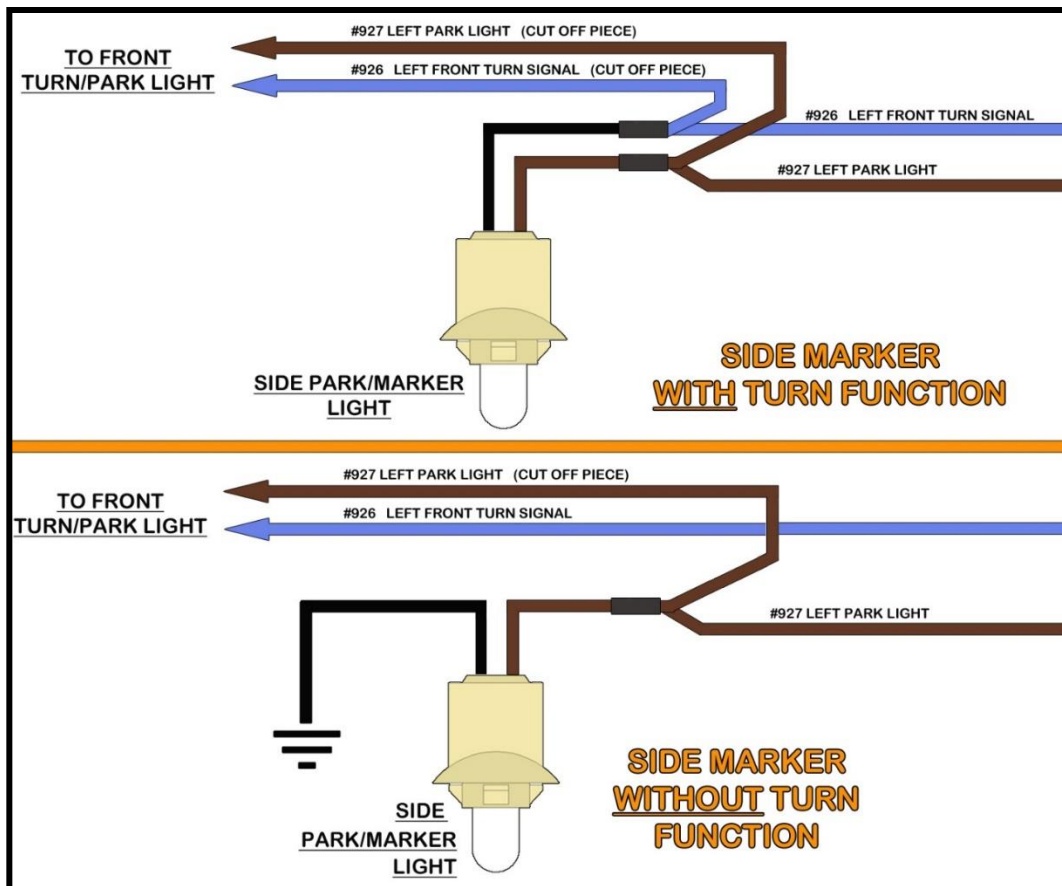 #927 LEFT PARK LIGHT (CUT OFF PIECE)
TO FRONT
TURN/PARK LIGHT
#926 LEFT FRONT TURN SIGNAL (CUT OFF PIECE)
#926 LEFT FRONT TURN SIGNAL
#927 LEFT PARK LIGHT
SIDE PARK/MARKER
LIGHT
SIDE MARKER
WITH TURN FUNCTION
#927 LEFT PARK LIGHT (CUT OFF PIECE)
TO FRONT
TURN/PARK LIGHT
#926 LEFT FRONT TURN SIGNAL
#927 LEFT PARK LIGHT
SIDE
PARK/MARKER
LIGHT
SIDE MARKER
WITHOUT TURN
FUNCTION